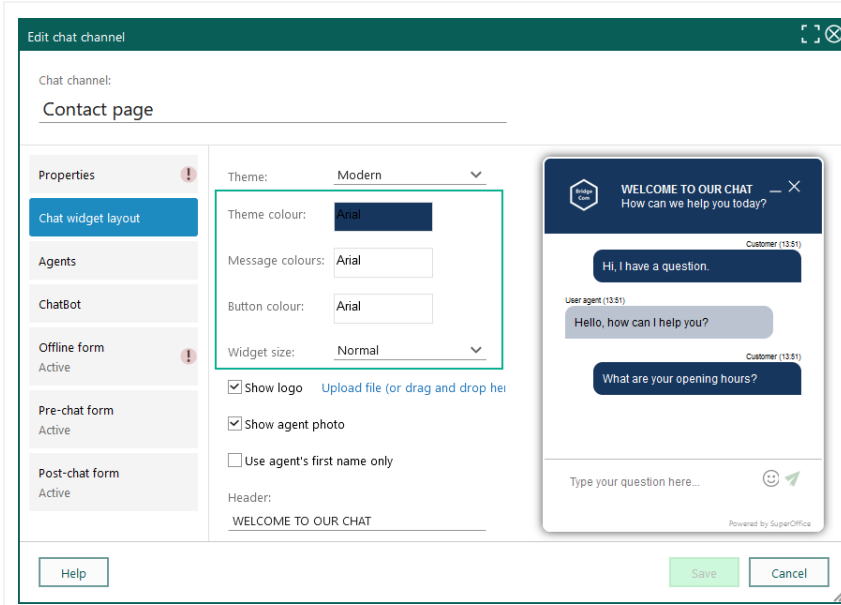 Edit chat channel
Chat channel:
Contact page
Properties
Chat widget layout
Agents
ChatBot
Offline form
Active
Pre-chat form
Active
Post-chat form
Active
Theme:
Modern
Theme colour:
Arial
Message colours:
Arial
Button colour:
Arial
Widget size:
Normal
Show logo
Upload file (or drag and drop her
Show agent photo
Use agent's first name only
Header:
WELCOME TO OUR CHAT
Bridge
Com
WELCOME TO OUR CHAT
How can we help you today?
Customer (13:51)
Hi, I have a question.
User agent (13:51)
Hello, how can I help you?
Customer (13:51)
What are your opening hours?
Type your question here...
Powered by SuperOffice
Help
Save
Cancel